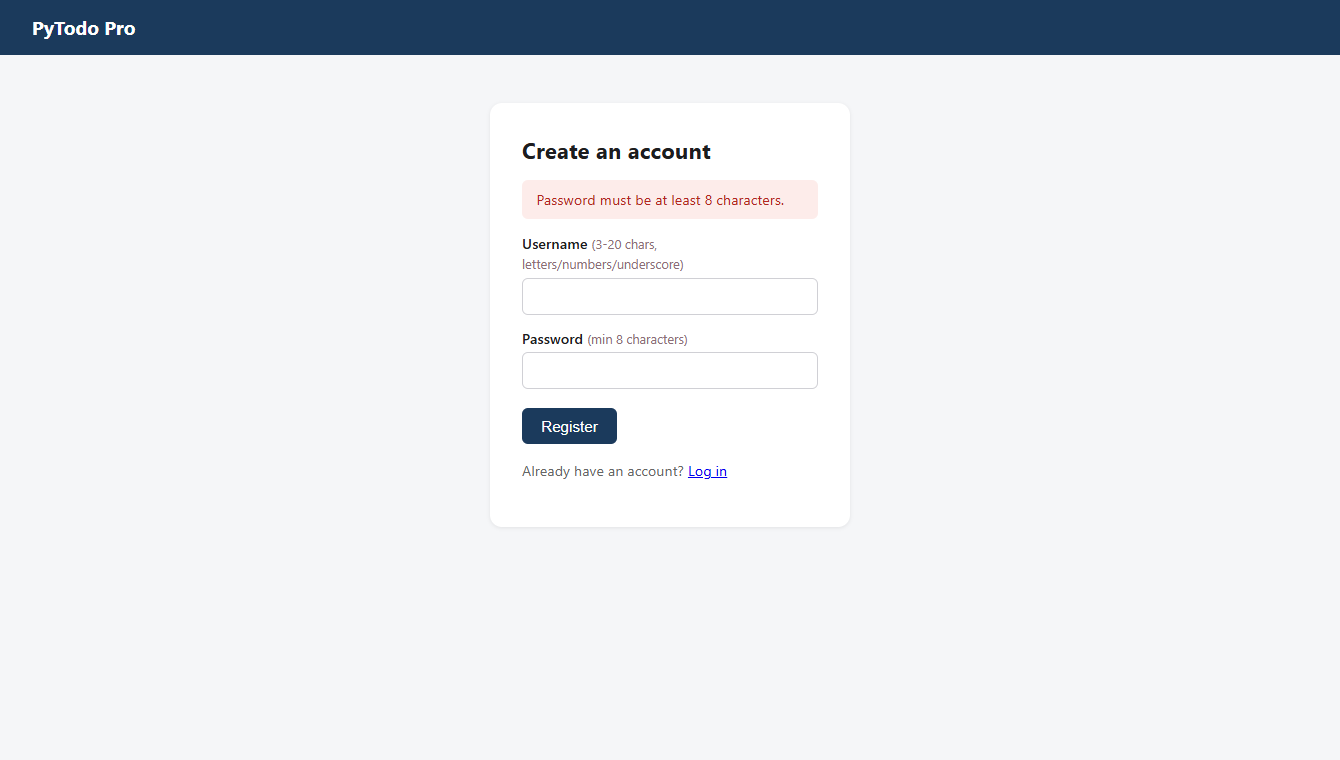 PyTodo Pro
Create an account
Password must be at least 8 characters.
Username (3-20 chars,
letters/numbers/underscore)
Password (min 8 characters)
Register
Already have an account? Log in